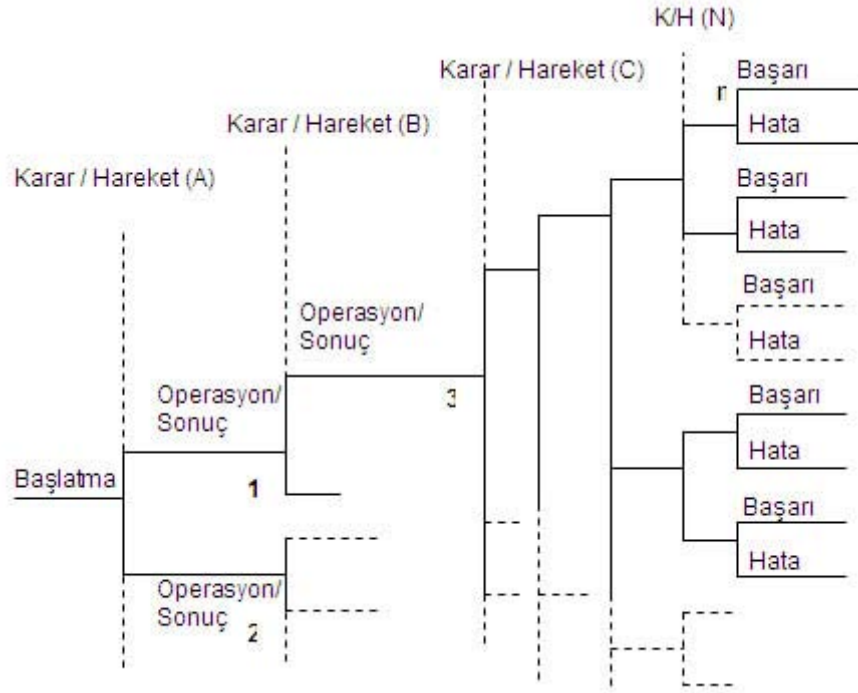 K/H (N)
Karar / Hareket (C)
Başarı
n
Hata
Karar / Hareket (B)
Karar / Hareket (A)
Başarı
Hata
Başarı
Hata
Operasyon/
Sonuç
3
Operasyon/
Sonuç
Başarı
Hata
Başlatma
1
Başarı
Hata
Operasyon/
Sonuç
2